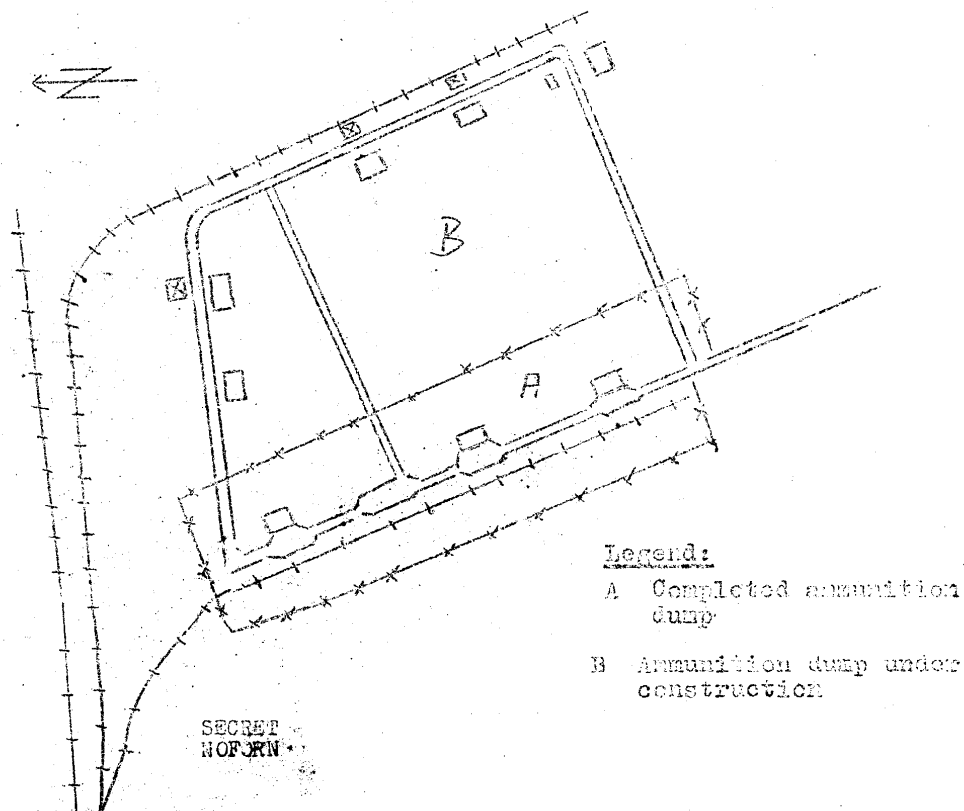 N
B
A
Legend:
A Completed ammunition
dump
B Ammunition dump under
construction
SECRET
NOFORN